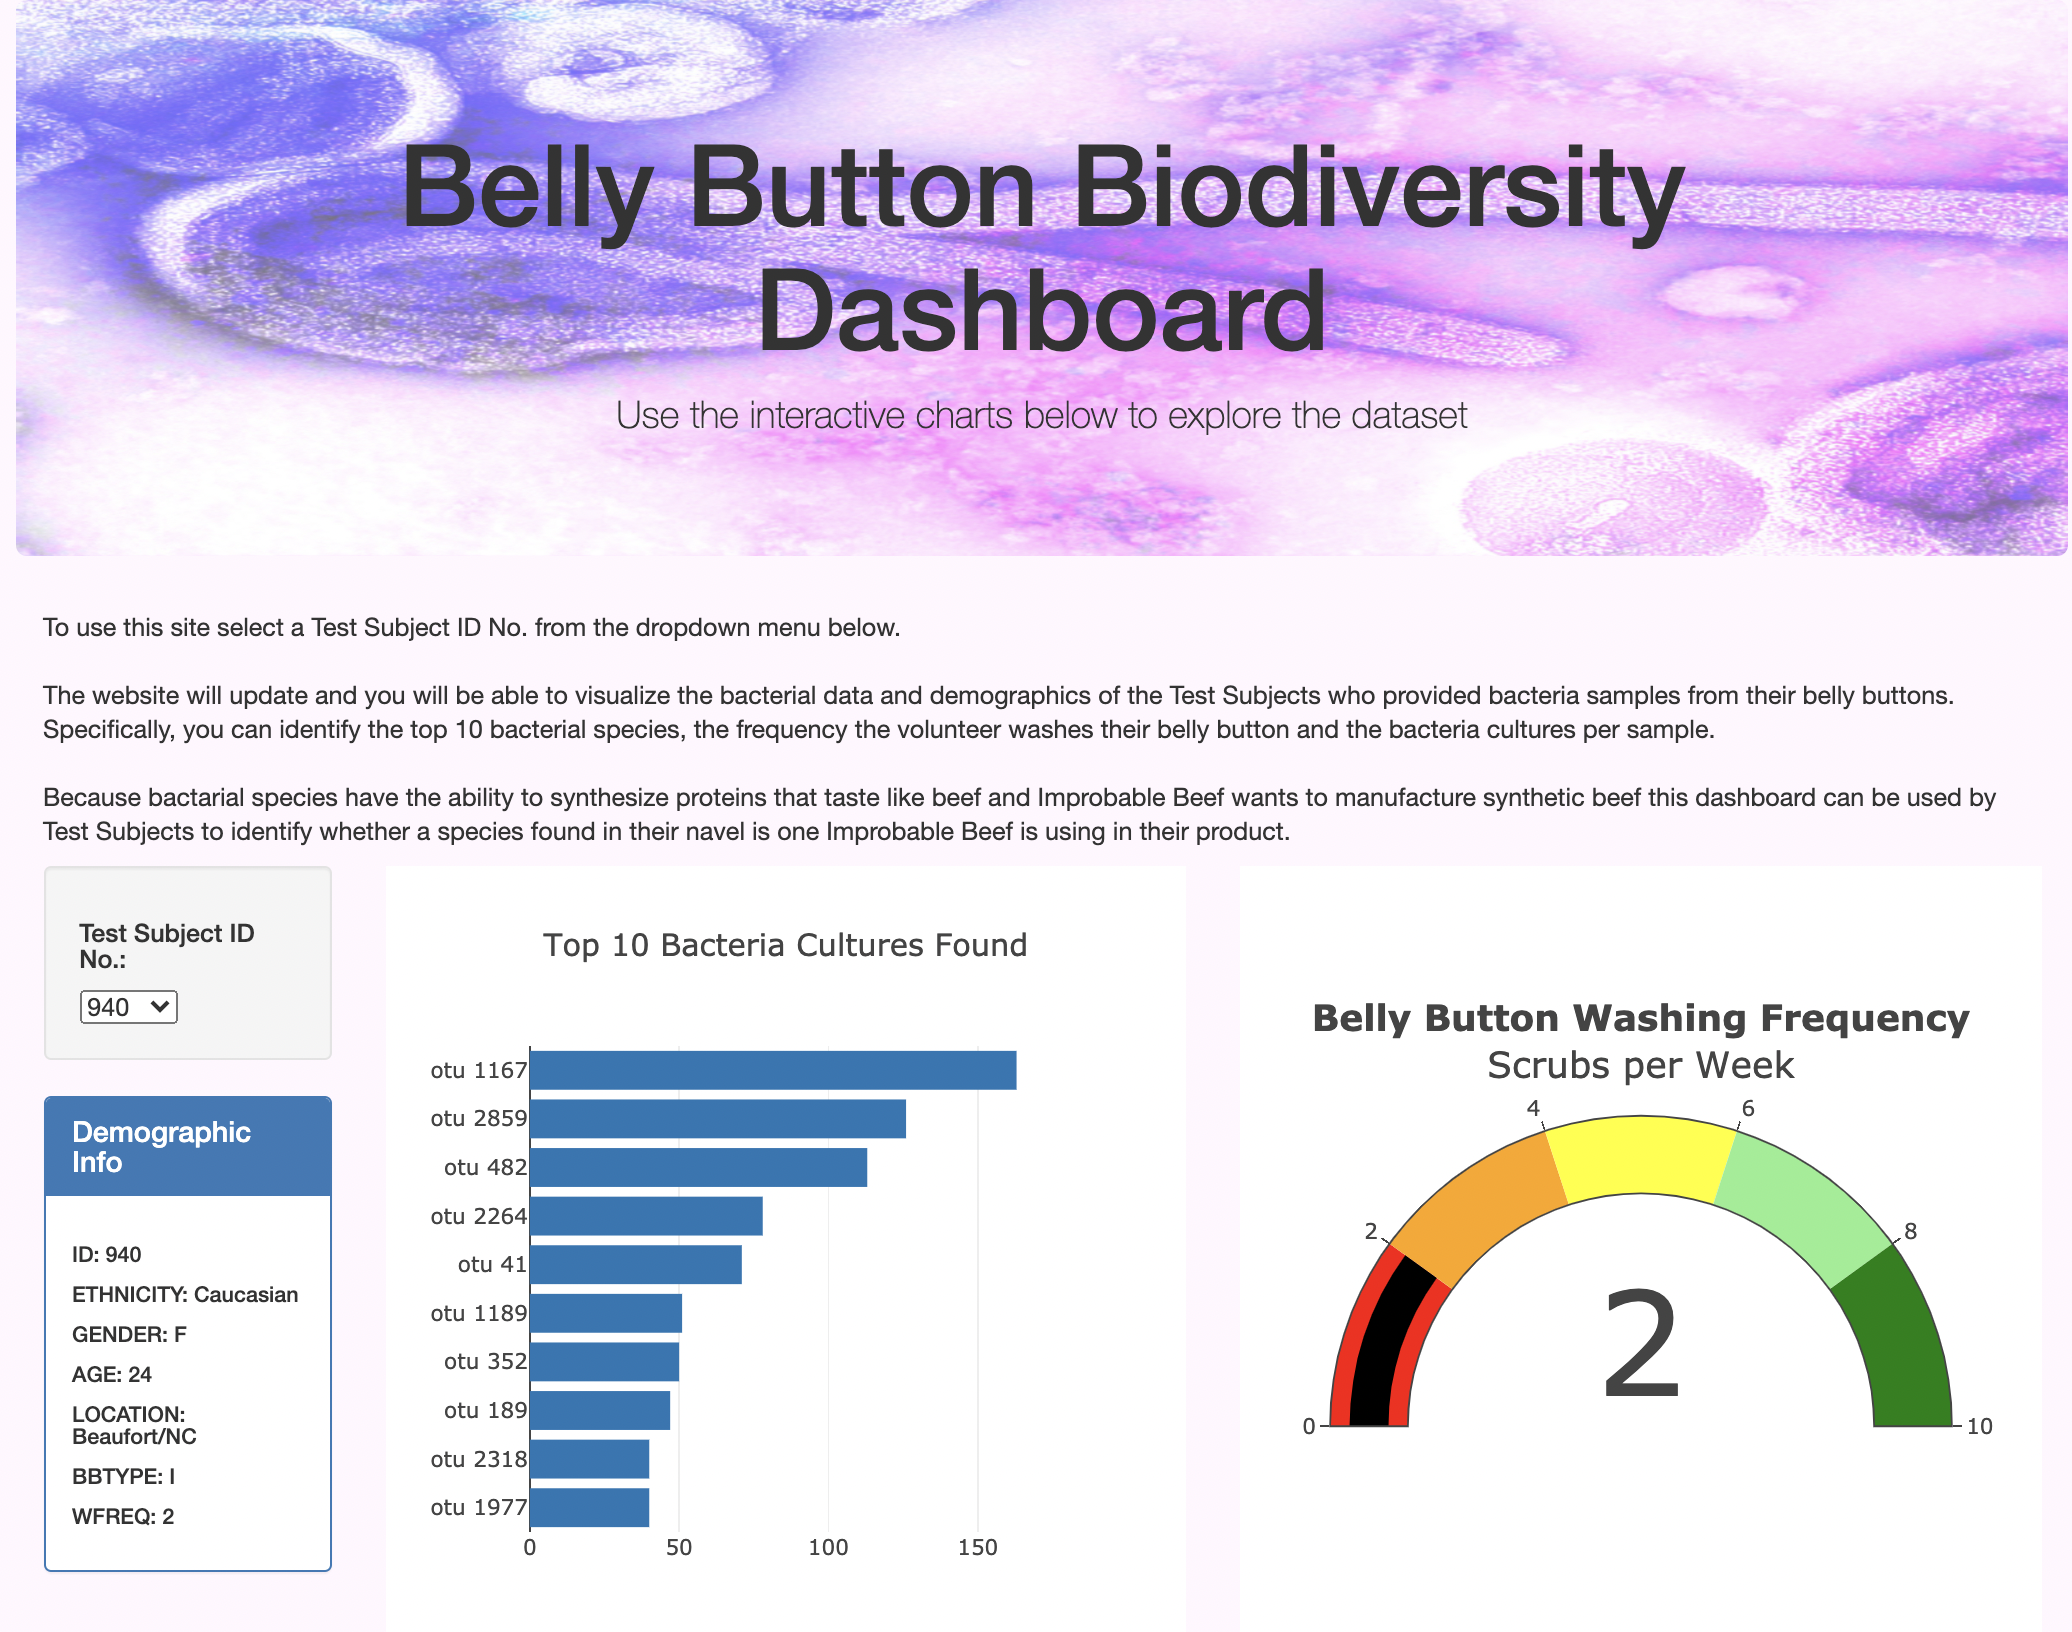 Belly Button Biodiversity
Dashboard
Use the interactive charts below to explore the dataset
To use this site select a Test Subject ID No. from the dropdown menu below.
The website will update and you will be able to visualize the bacterial data and demographics of the Test Subjects who provided bacteria samples from their belly buttons.
Specifically, you can identify the top 10 bacterial species, the frequency the volunteer washes their belly button and the bacteria cultures per sample.
Because bactarial species have the ability to synthesize proteins that taste like beef and Improbable Beef wants to manufacture synthetic beef this dashboard can be used by
Test Subjects to identify whether a species found in their navel is one Improbable Beef is using in their product.
Test Subject ID
No.:
940
Demographic
Info
ID: 940
ETHNICITY: Caucasian
GENDER: F
AGE: 24
LOCATION:
Beaufort/NC
BBTYPE: I
WFREQ: 2
Top 10 Bacteria Cultures Found
otu 1167
otu 2859
otu 482
otu 2264
otu 41
otu 1189
otu 352
otu 189
otu 2318
otu 1977
0 50 100 150
Belly Button Washing Frequency
Scrubs per Week
4 6
2 8
2
0 10